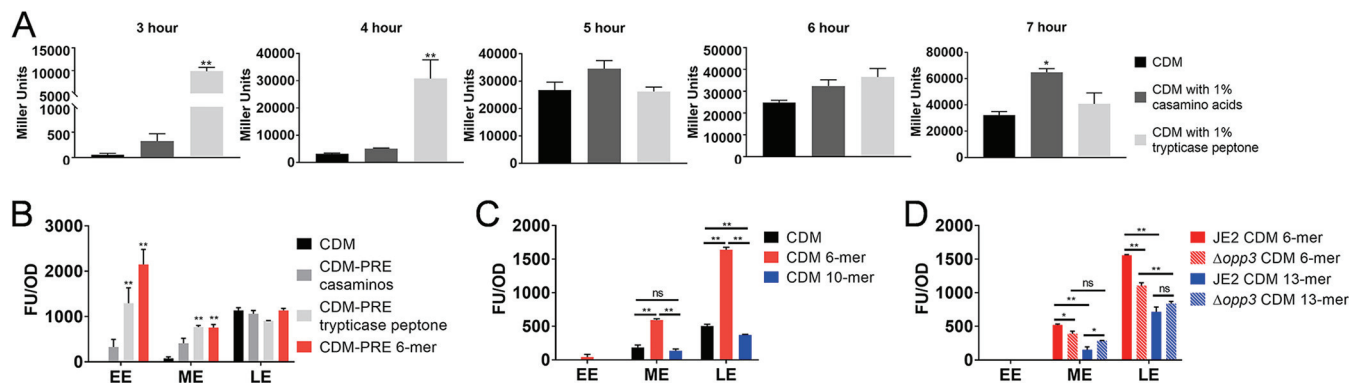 A
3 hour
4 hour
5 hour
6 hour
7 hour
Miller Units
15000
10000
5000
1000
500
0
**
Miller Units
40000
30000
20000
10000
0
**
Miller Units
50000
40000
30000
20000
10000
0
Miller Units
50000
40000
30000
20000
10000
0
Miller Units
80000
60000
40000
20000
0
*
CDM
CDM with 1%
casamino acids
CDM with 1%
trypticase peptone
B
FU/OD
3000
2000
1000
0
** **
** **
EE ME LE
CDM
CDM-PRE
casaminos
CDM-PRE
trypticase peptone
CDM-PRE 6-mer
C
FU/OD
2000
1500
1000
500
0
ns
** **
**
** **
EE ME LE
CDM
CDM 6-mer
CDM 10-mer
D
FU/OD
2000
1500
1000
500
0
ns
**
* *
**
**
**
ns
EE ME LE
JE2 CDM 6-mer
Δopp3 CDM 6-mer
JE2 CDM 13-mer
Δopp3 CDM 13-mer